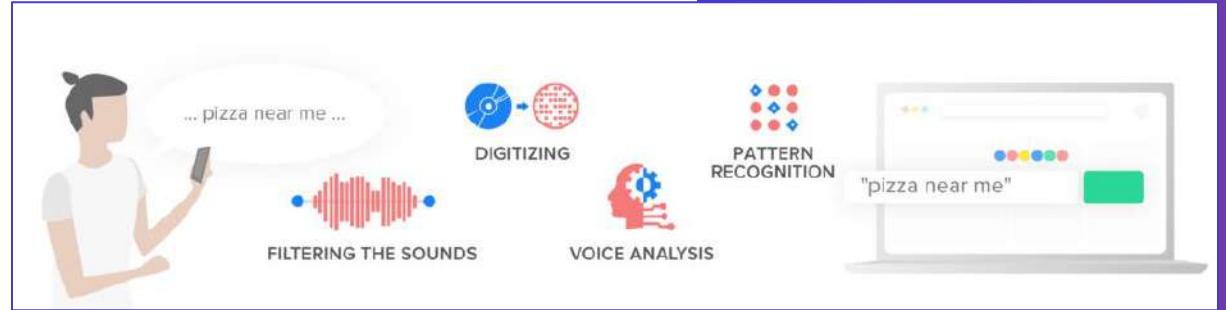 ... pizza near me ...
FILTERING THE SOUNDS
DIGITIZING
VOICE ANALYSIS
PATTERN
RECOGNITION
"pizza near me"